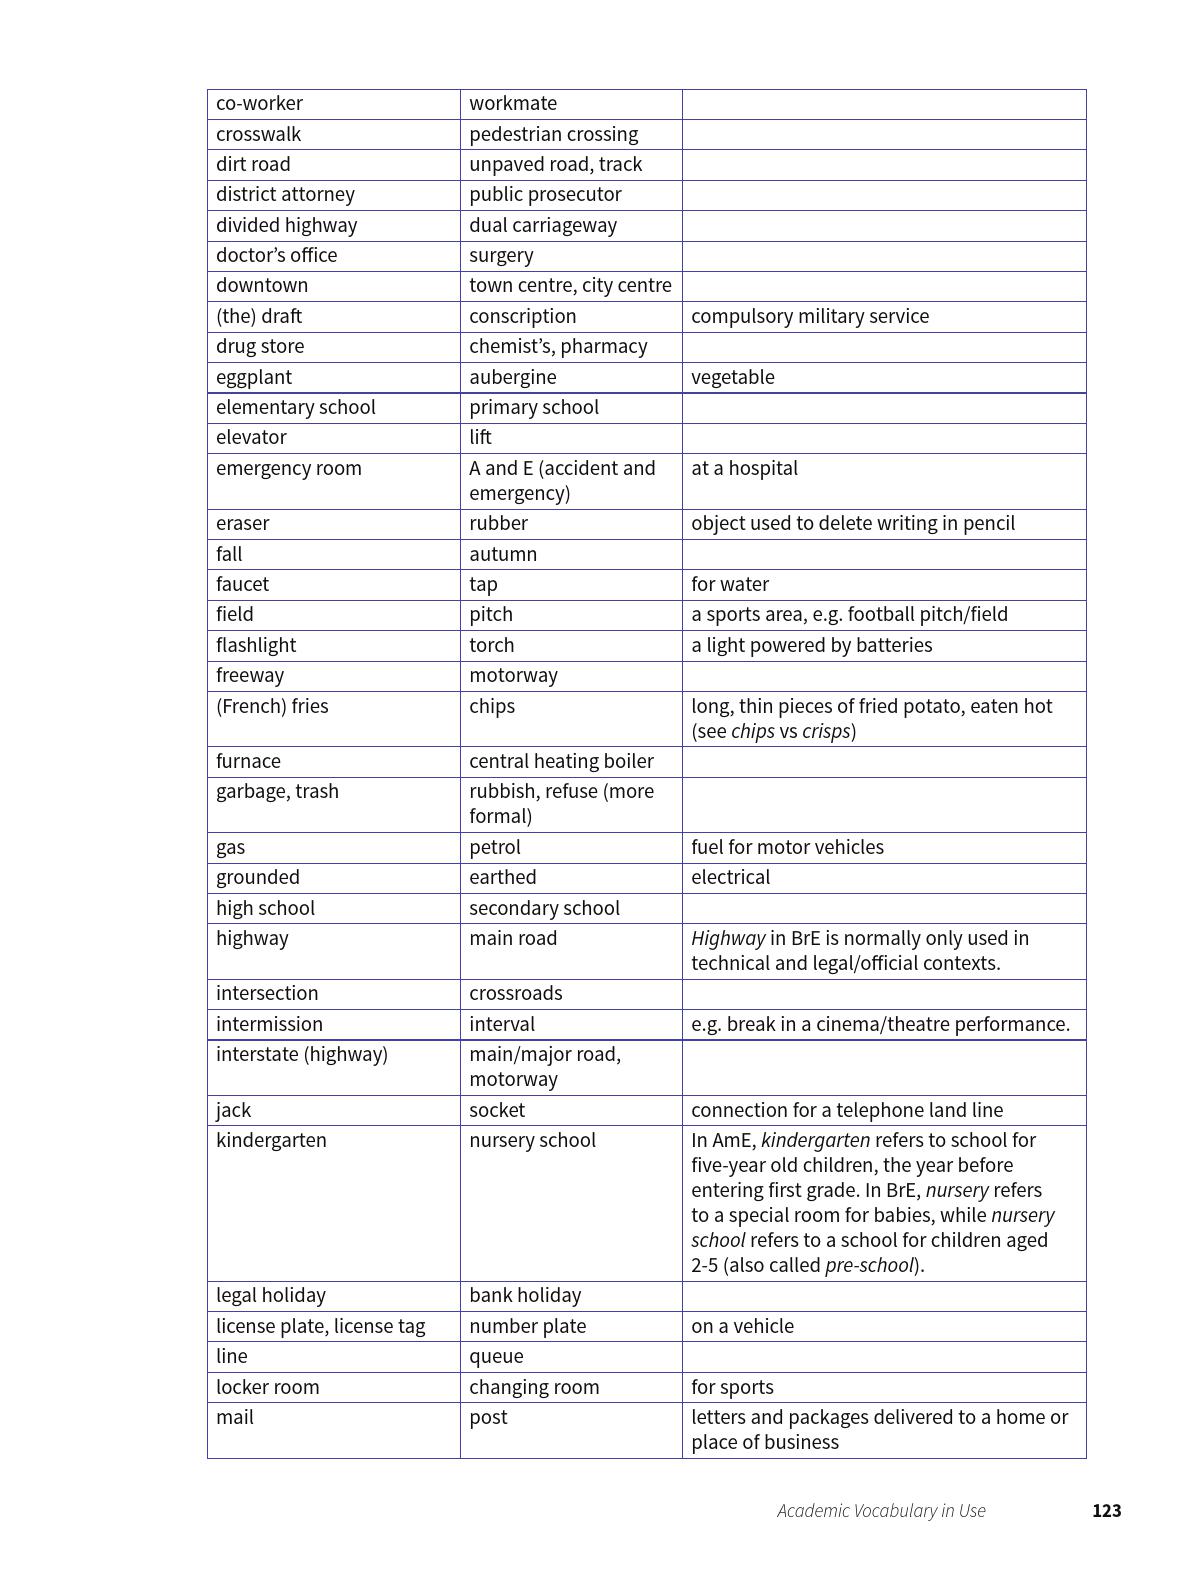 co-worker workmate
crosswalk pedestrian crossing
dirt road unpaved road, track
district attorney public prosecutor
divided highway dual carriageway
doctor’s office surgery
downtown town centre, city centre
(the) draft conscription compulsory military service
drug store chemist’s, pharmacy
eggplant aubergine vegetable
elementary school primary school
elevator lift
emergency room A and E (accident and at a hospital
emergency)
eraser rubber object used to delete writing in pencil
fall autumn
faucet tap for water
field pitch a sports area, e.g. football pitch/field
flashlight torch a light powered by batteries
freeway motorway
(French) fries chips long, thin pieces of fried potato, eaten hot
(see chips vs crisps)
furnace central heating boiler
garbage, trash rubbish, refuse (more
formal)
gas petrol fuel for motor vehicles
grounded earthed electrical
high school secondary school
highway main road Highway in BrE is normally only used in
technical and legal/official contexts.
intersection crossroads
intermission interval e.g. break in a cinema/theatre performance.
interstate (highway) main/major road,
motorway
jack socket connection for a telephone land line
kindergarten nursery school In AmE, kindergarten refers to school for
five-year old children, the year before
entering first grade. In BrE, nursery refers
to a special room for babies, while nursery
school refers to a school for children aged
2-5 (also called pre-school).
legal holiday bank holiday
license plate, license tag number plate on a vehicle
line queue
locker room changing room for sports
mail post letters and packages delivered to a home or
place of business
Academic Vocabulary in Use 123